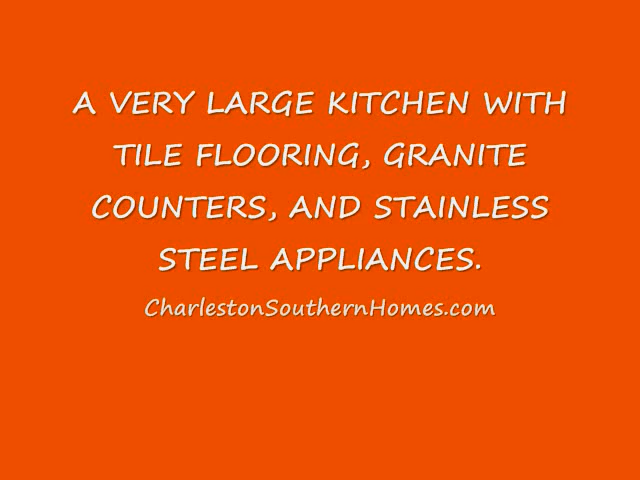 A VERY LARGE KITCHEN WITH
TILE FLOORING, GRANITE
COUNTERS, AND STAINLESS
STEEL APPLIANCES.
CharlestonSouthernHomes.com